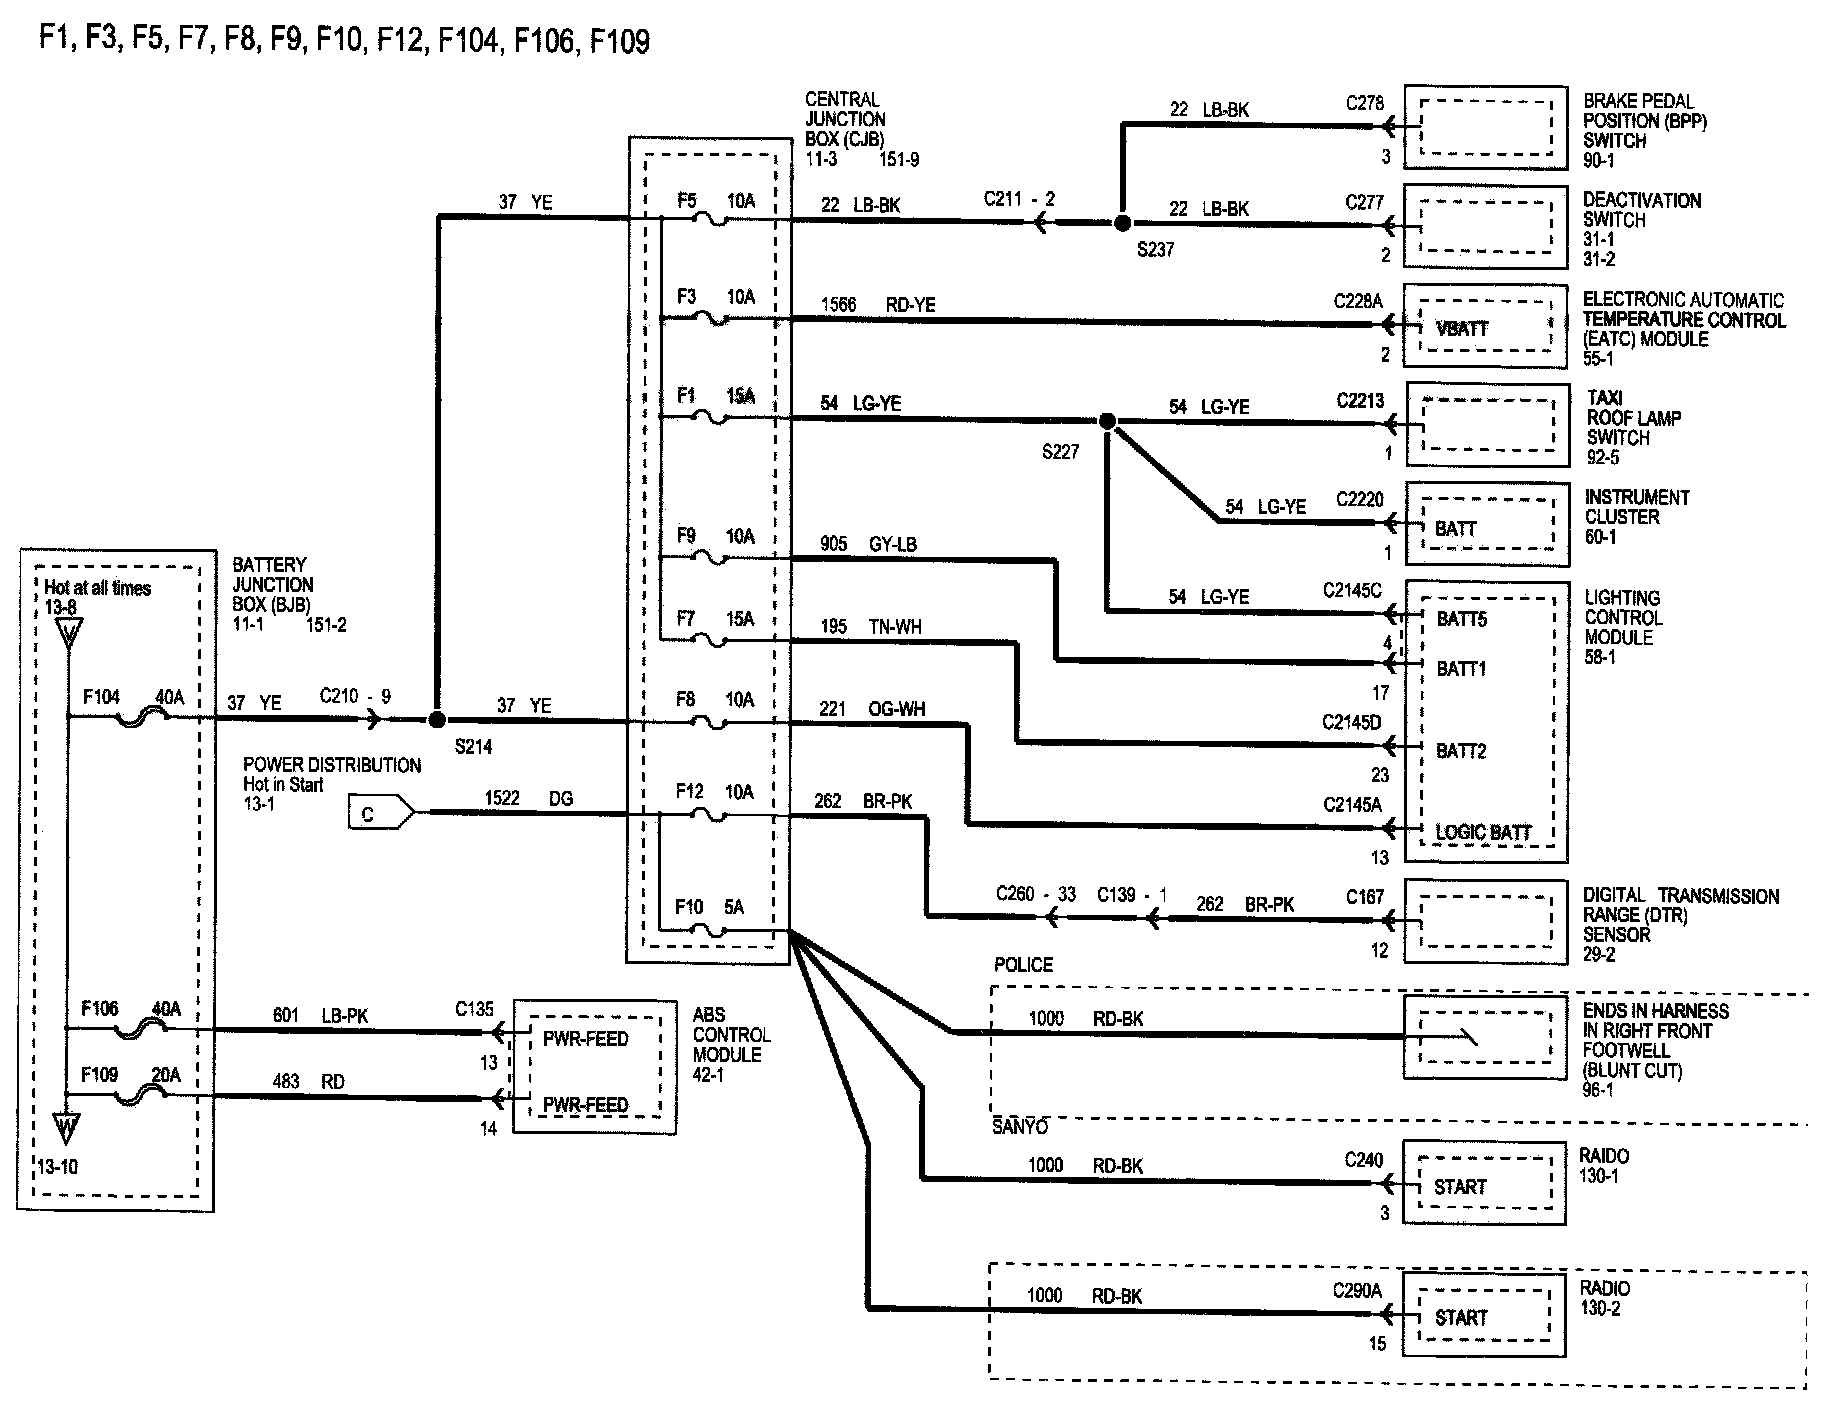 F1, F3, F5, F7, F8, F9, F10, F12, F104, F106, F109
CENTRAL
JUNCTION
BOX (CJB)
11-3 151-9
22 LB-BK
C278
3
BRAKE PEDAL
POSITION (BPP)
SWITCH
90-1
37 YE
F5 10A
22 LB-BK
C211 - 2
S237
22 LB-BK
C277
2
DEACTIVATION
SWITCH
31-1
31-2
F3 10A
1566 RD-YE
C228A
2
VBATT
ELECTRONIC AUTOMATIC
TEMPERATURE CONTROL
(EATC) MODULE
55-1
F1 15A
54 LG-YE
S227
54 LG-YE
C2213
1
TAXI
ROOF LAMP
SWITCH
92-5
54 LG-YE
C2220
1
BATT
INSTRUMENT
CLUSTER
60-1
F9 10A
905 GY-LB
54 LG-YE
C2145C
4
BATT5
17
BATT1
LIGHTING
CONTROL
MODULE
58-1
F7 15A
195 TN-WH
C2145D
23
BATT2
Hot at all times
13-8
V
BATTERY
JUNCTION
BOX (BJB)
11-1 151-2
F104 40A
37 YE
C210 - 9
S214
37 YE
F8 10A
221 OG-WH
C2145A
13
LOGIC BATT
POWER DISTRIBUTION
Hot in Start
13-1
C
1522 DG
F12 10A
262 BR-PK
C260 - 33
C139 - 1
262 BR-PK
C167
12
DIGITAL TRANSMISSION
RANGE (DTR)
SENSOR
29-2
F10 5A
POLICE
1000 RD-BK
ENDS IN HARNESS
IN RIGHT FRONT
FOOTWELL
(BLUNT CUT)
96-1
F106 40A
601 LB-PK
C135
13
PWR-FEED
ABS
CONTROL
MODULE
42-1
F109 20A
483 RD
14
PWR-FEED
W
13-10
SANYO
1000 RD-BK
C240
3
START
RAIDO
130-1
1000 RD-BK
C290A
15
START
RADIO
130-2